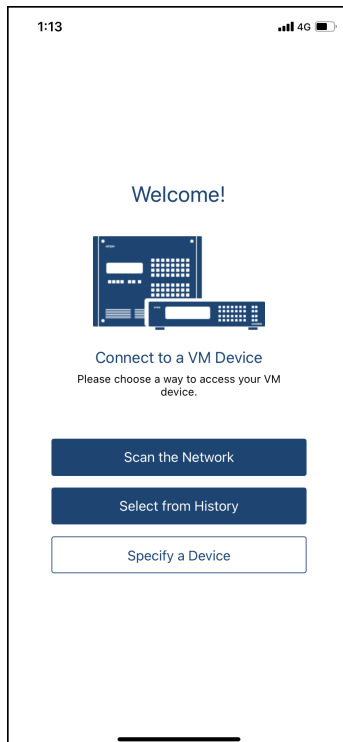 1:13
4G
Welcome!
Connect to a VM Device
Please choose a way to access your VM
device.
Scan the Network
Select from History
Specify a Device